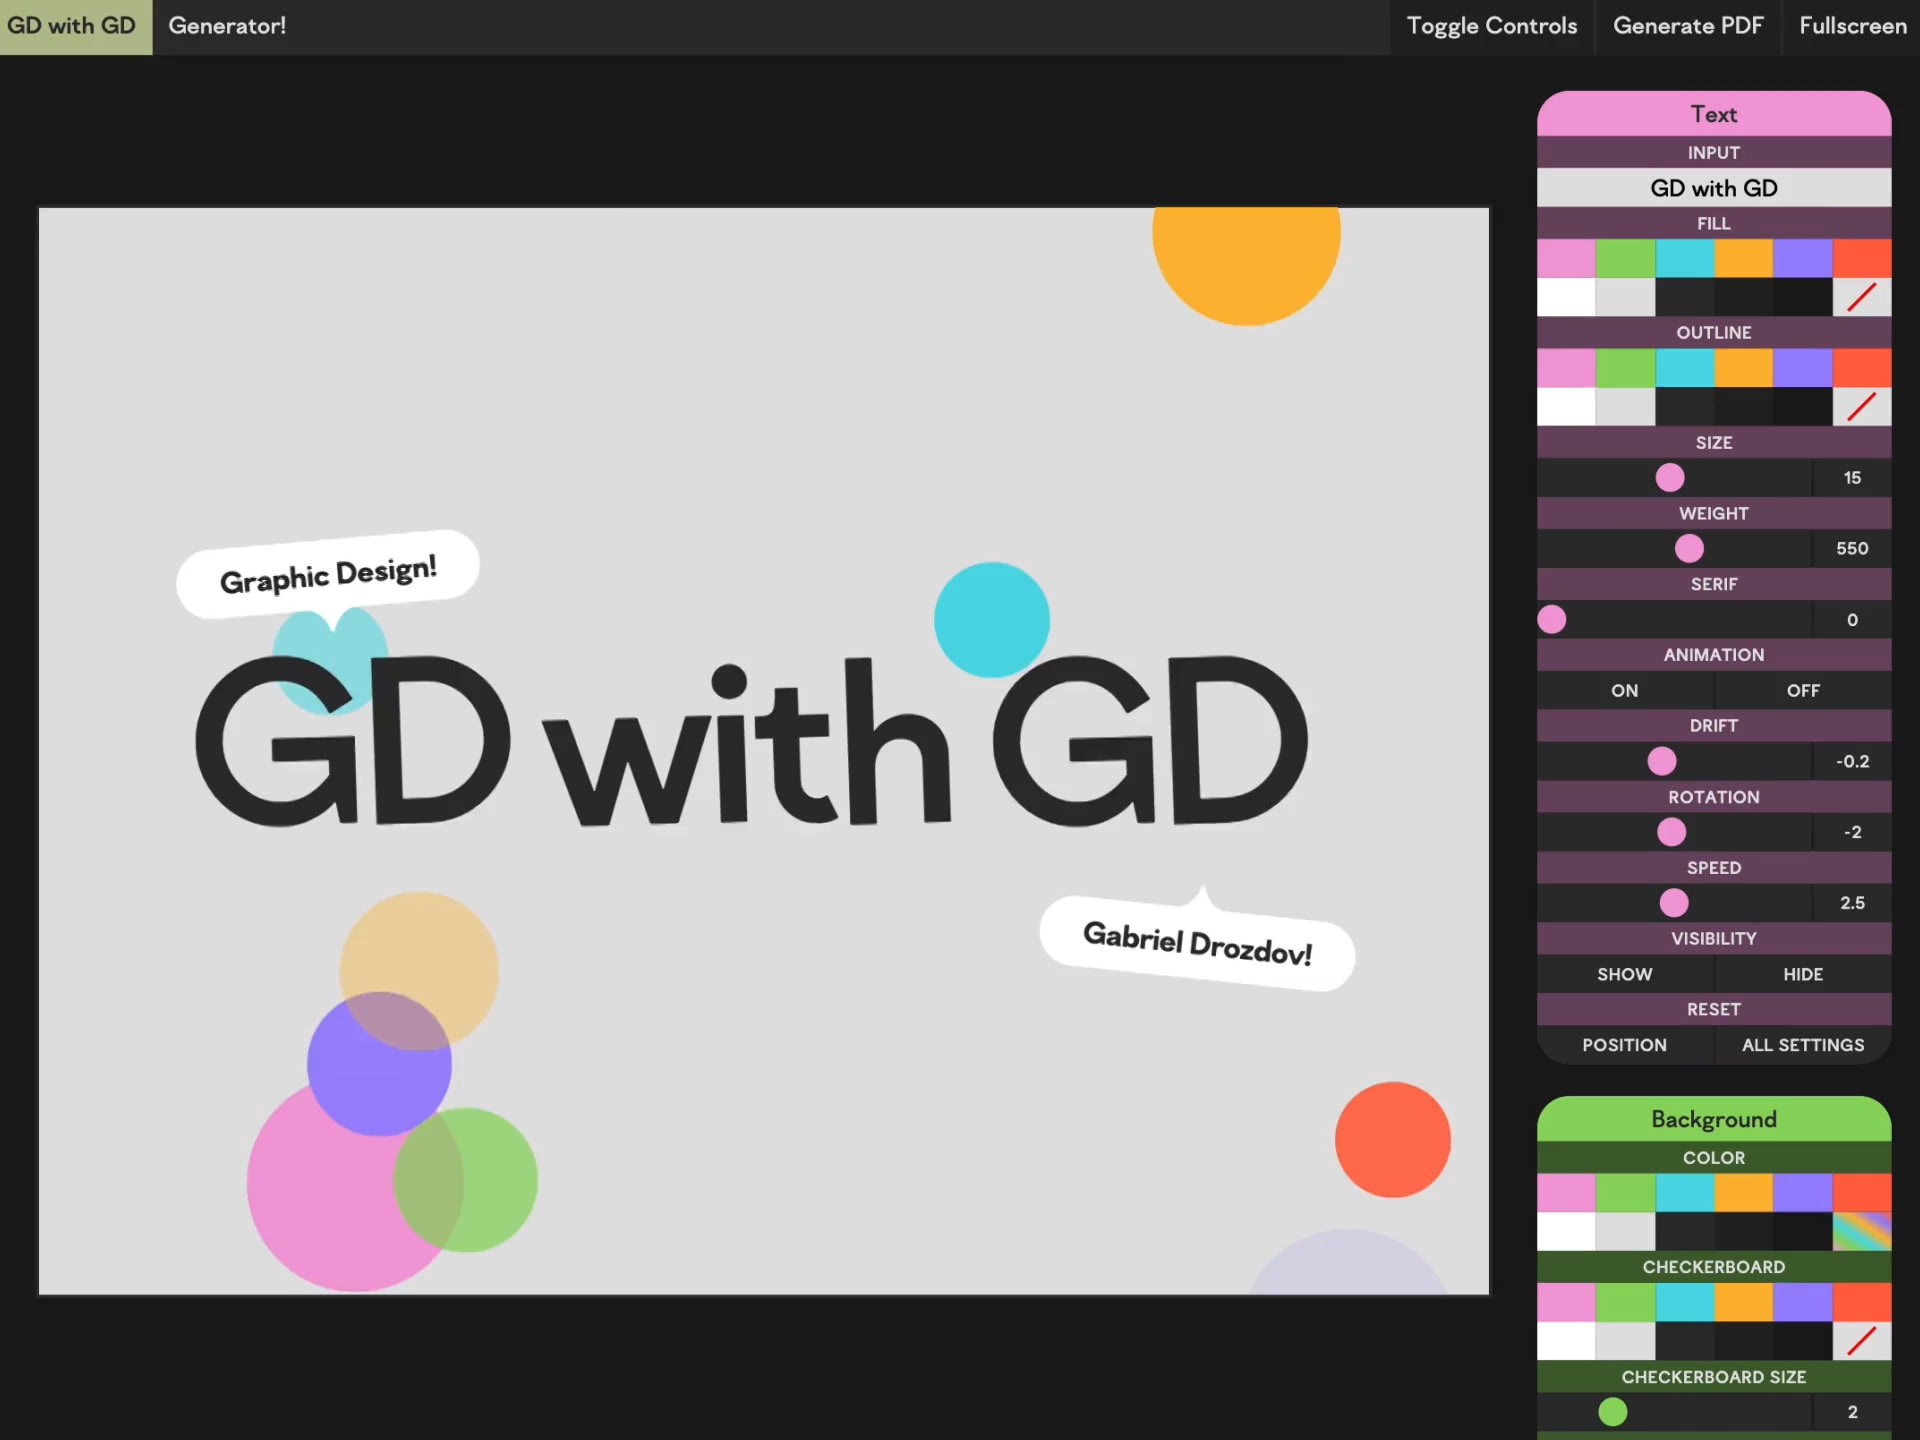 GD with GD
Generator!
Toggle Controls
Generate PDF
Fullscreen
Graphic Design!
GD with GD
Gabriel Drozdov!
Text
INPUT
GD with GD
FILL
OUTLINE
SIZE
15
WEIGHT
550
SERIF
0
ANIMATION
ON
OFF
DRIFT
-0.2
ROTATION
-2
SPEED
2.5
VISIBILITY
SHOW
HIDE
RESET
POSITION
ALL SETTINGS
Background
COLOR
CHECKERBOARD
CHECKERBOARD SIZE
2